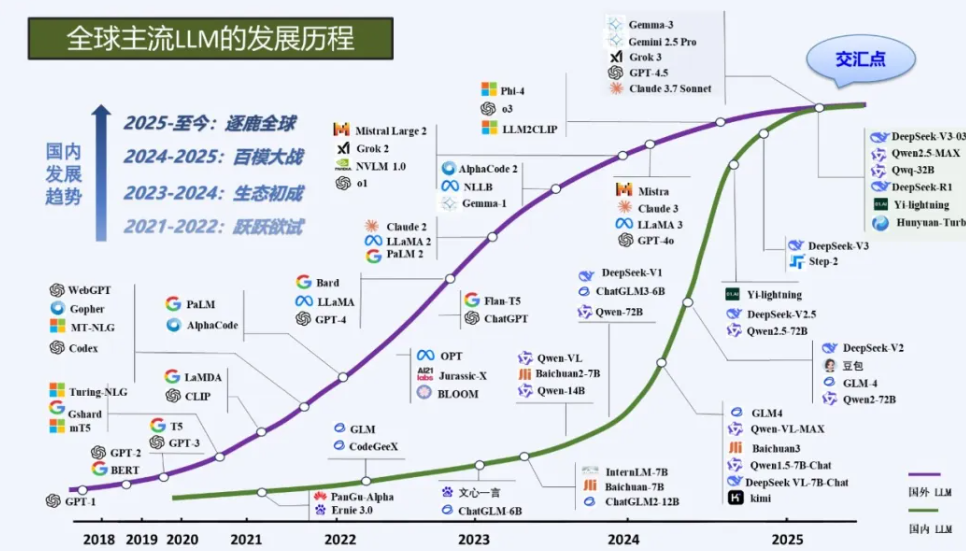 全球主流LLM的发展历程
交汇点
国内
发展
趋势
2025-至今：逐鹿全球
2024-2025：百模大战
2023-2024：生态初成
2021-2022：跃跃欲试
Gemma-3
Gemini 2.5 Pro
Grok 3
GPT-4.5
Claude 3.7 Sonnet
Phi-4
o3
LLM2CLIP
Mistral Large 2
Grok 2
NVLM 1.0
o1
AlphaCode 2
NLLB
Gemma-1
Mistra
Claude 3
LLaMA 3
GPT-4o
Claude 2
LLaMA 2
PaLM 2
Bard
LLaMA
GPT-4
Flan-T5
ChatGPT
WebGPT
Gopher
MT-NLG
Codex
PaLM
AlphaCode
OPT
AI21
labs
Jurassic-X
BLOOM
LaMDA
CLIP
Turing-NLG
Gshard
mT5
T5
GPT-3
GPT-2
BERT
GPT-1
DeepSeek-V3-03
Qwen2.5-MAX
Qwq-32B
DeepSeek-R1
Yi-lightning
Hunyuan-Turb
DeepSeek-V3
Step-2
Yi-lightning
DeepSeek-V2.5
Qwen2.5-72B
DeepSeek-V2
豆包
GLM-4
Qwen2-72B
DeepSeek-V1
ChatGLM3-6B
Qwen-72B
Qwen-VL
Baichuan2-7B
Qwen-14B
GLM4
Qwen-VL-MAX
Baichuan3
Qwen1.5-7B-Chat
DeepSeek VL-7B-Chat
kimi
GLM
CodeGeeX
PanGu-Alpha
Ernie 3.0
文心一言
ChatGLM-6B
InternLM-7B
Baichuan-7B
ChatGLM2-12B
国外 LLM
国内 LLM
2018 2019 2020 2021 2022 2023 2024 2025